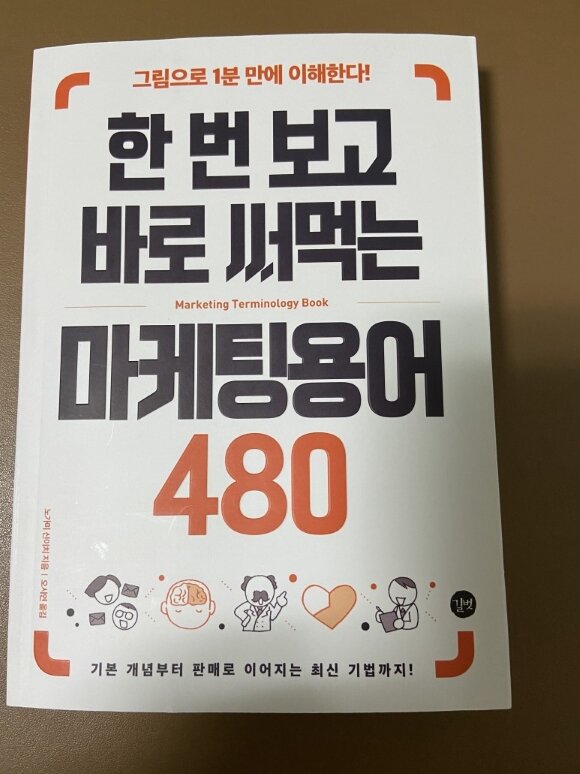 그림으로 1분 만에 이해한다!
한 번 보고
바로 써먹는
Marketing Terminology Book
마케팅용어
480
노가미 신이치 지음 | 오시연 옮김
길벗
기본 개념부터 판매로 이어지는 최신 기법까지!